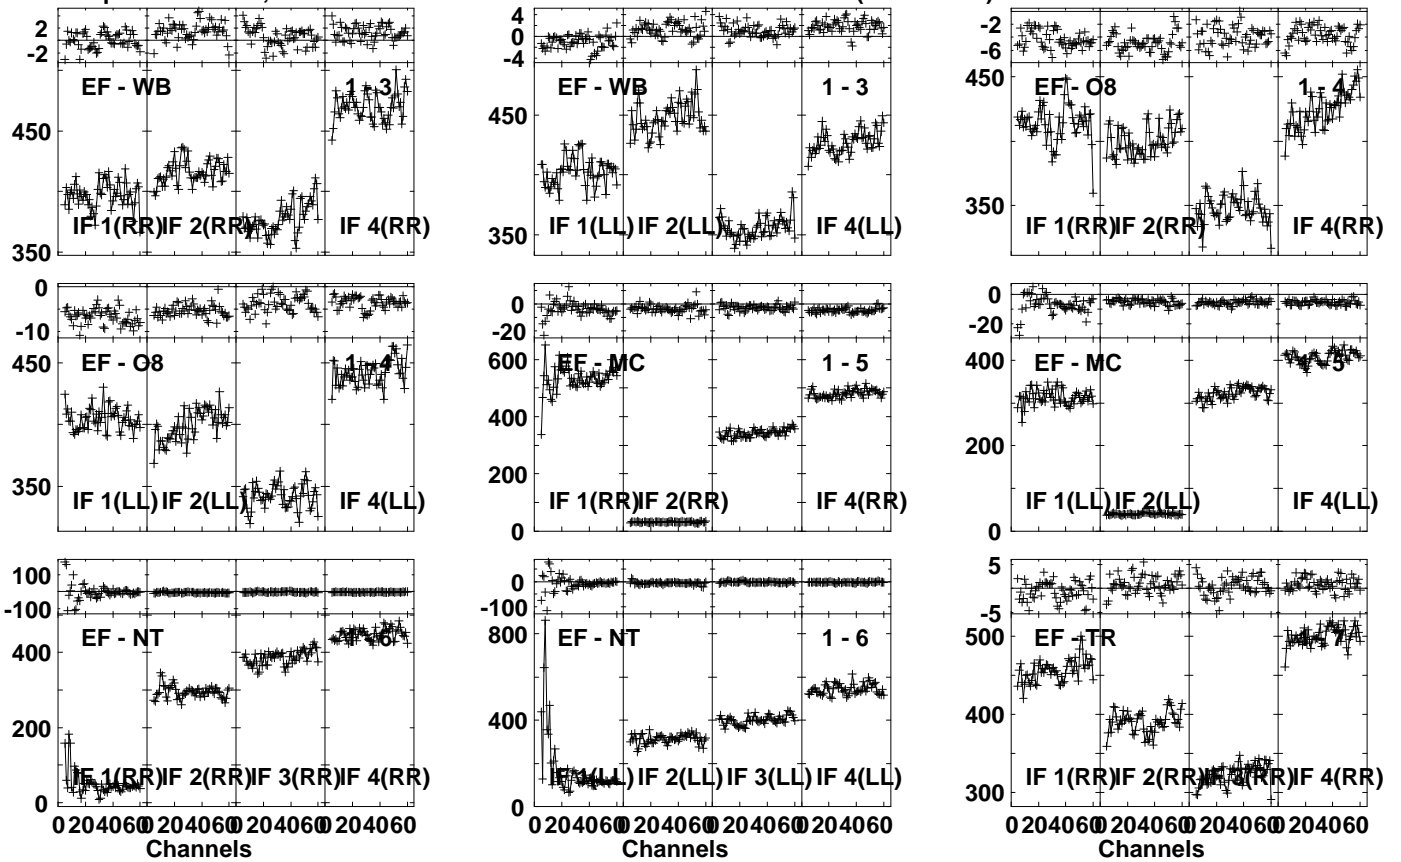 2
-2
EF - WB
1 - 3
450
350
IF 1(RR)
IF 2(RR)
IF 4(RR)
4
0
-4
EF - WB
1 - 3
450
350
IF 1(LL)
IF 2(LL)
IF 4(LL)
-2
-6
450
EF - O8
1 - 4
350
IF 1(RR)
IF 2(RR)
IF 4(RR)
0
-10
450
EF - O8
1 - 4
350
IF 1(LL)
IF 2(LL)
IF 4(LL)
0
-20
600
EF - MC
1 - 5
400
200
0
IF 1(RR)
IF 2(RR)
IF 4(RR)
0
-20
400
EF - MC
1 - 5
200
0
IF 1(LL)
IF 2(LL)
IF 4(LL)
100
-100
EF - NT
1 - 6
400
200
0
IF 1(RR)
IF 2(RR)
IF 3(RR)
IF 4(RR)
0 204060 0 204060 0 204060 0 204060
Channels
0
-100
800
EF - NT
1 - 6
400
0
IF 1(LL)
IF 2(LL)
IF 3(LL)
IF 4(LL)
0 204060 0 204060 0 204060 0 204060
Channels
5
-5
500
EF - TR
1 - 7
400
300
IF 1(RR)
IF 2(RR)
IF 3(RR)
IF 4(RR)
0 204060 0 204060 0 204060 0 204060
Channels